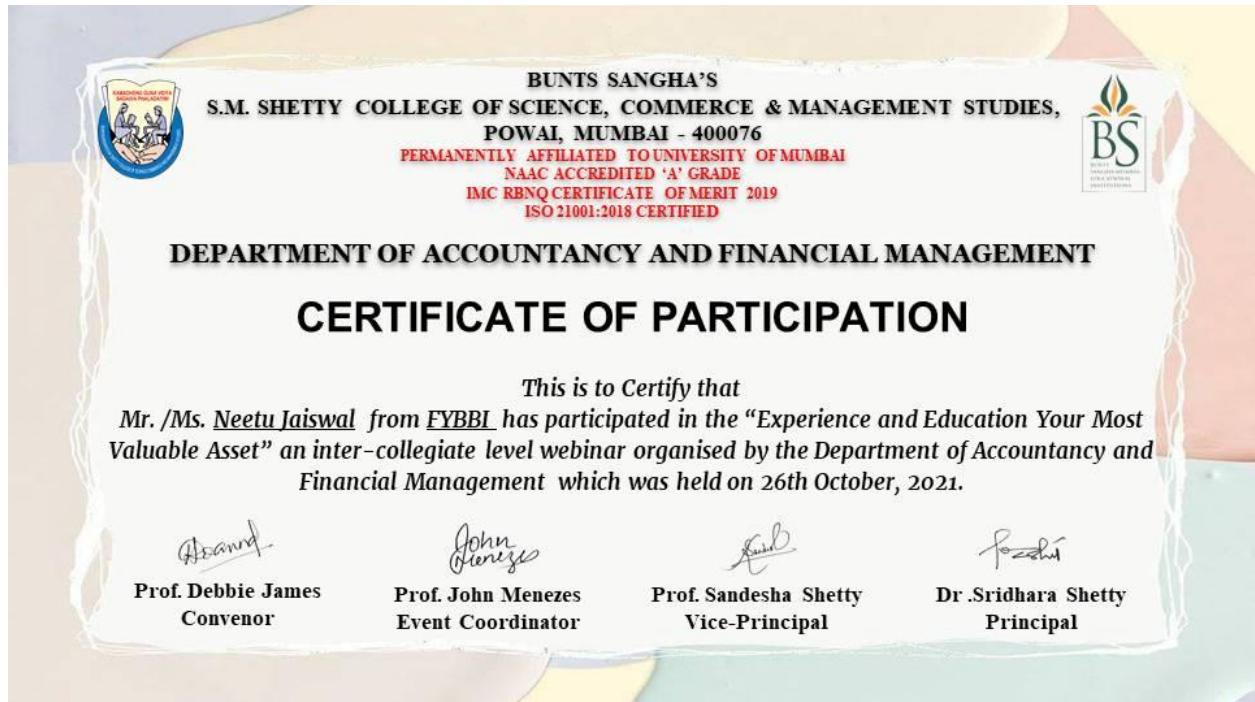 BUNTS SANGHA'S
S.M. SHETTY COLLEGE OF SCIENCE, COMMERCE & MANAGEMENT STUDIES,
POWAI, MUMBAI - 400076
PERMANENTLY AFFILIATED TO UNIVERSITY OF MUMBAI
NAAC ACCREDITED ‘A’ GRADE
IMC RBNQ CERTIFICATE OF MERIT 2019
ISO 21001:2018 CERTIFIED
BS
BUNTS
DEPARTMENT OF ACCOUNTANCY AND FINANCIAL MANAGEMENT
CERTIFICATE OF PARTICIPATION
This is to Certify that
Mr. /Ms. Neetu Jaiswal from FYBBI has participated in the “Experience and Education Your Most
Valuable Asset” an inter-collegiate level webinar organised by the Department of Accountancy and
Financial Management which was held on 26th October, 2021.
John Menezes
Prof. Debbie James
Convenor
Prof. John Menezes
Event Coordinator
Prof. Sandesha Shetty
Vice-Principal
Dr .Sridhara Shetty
Principal